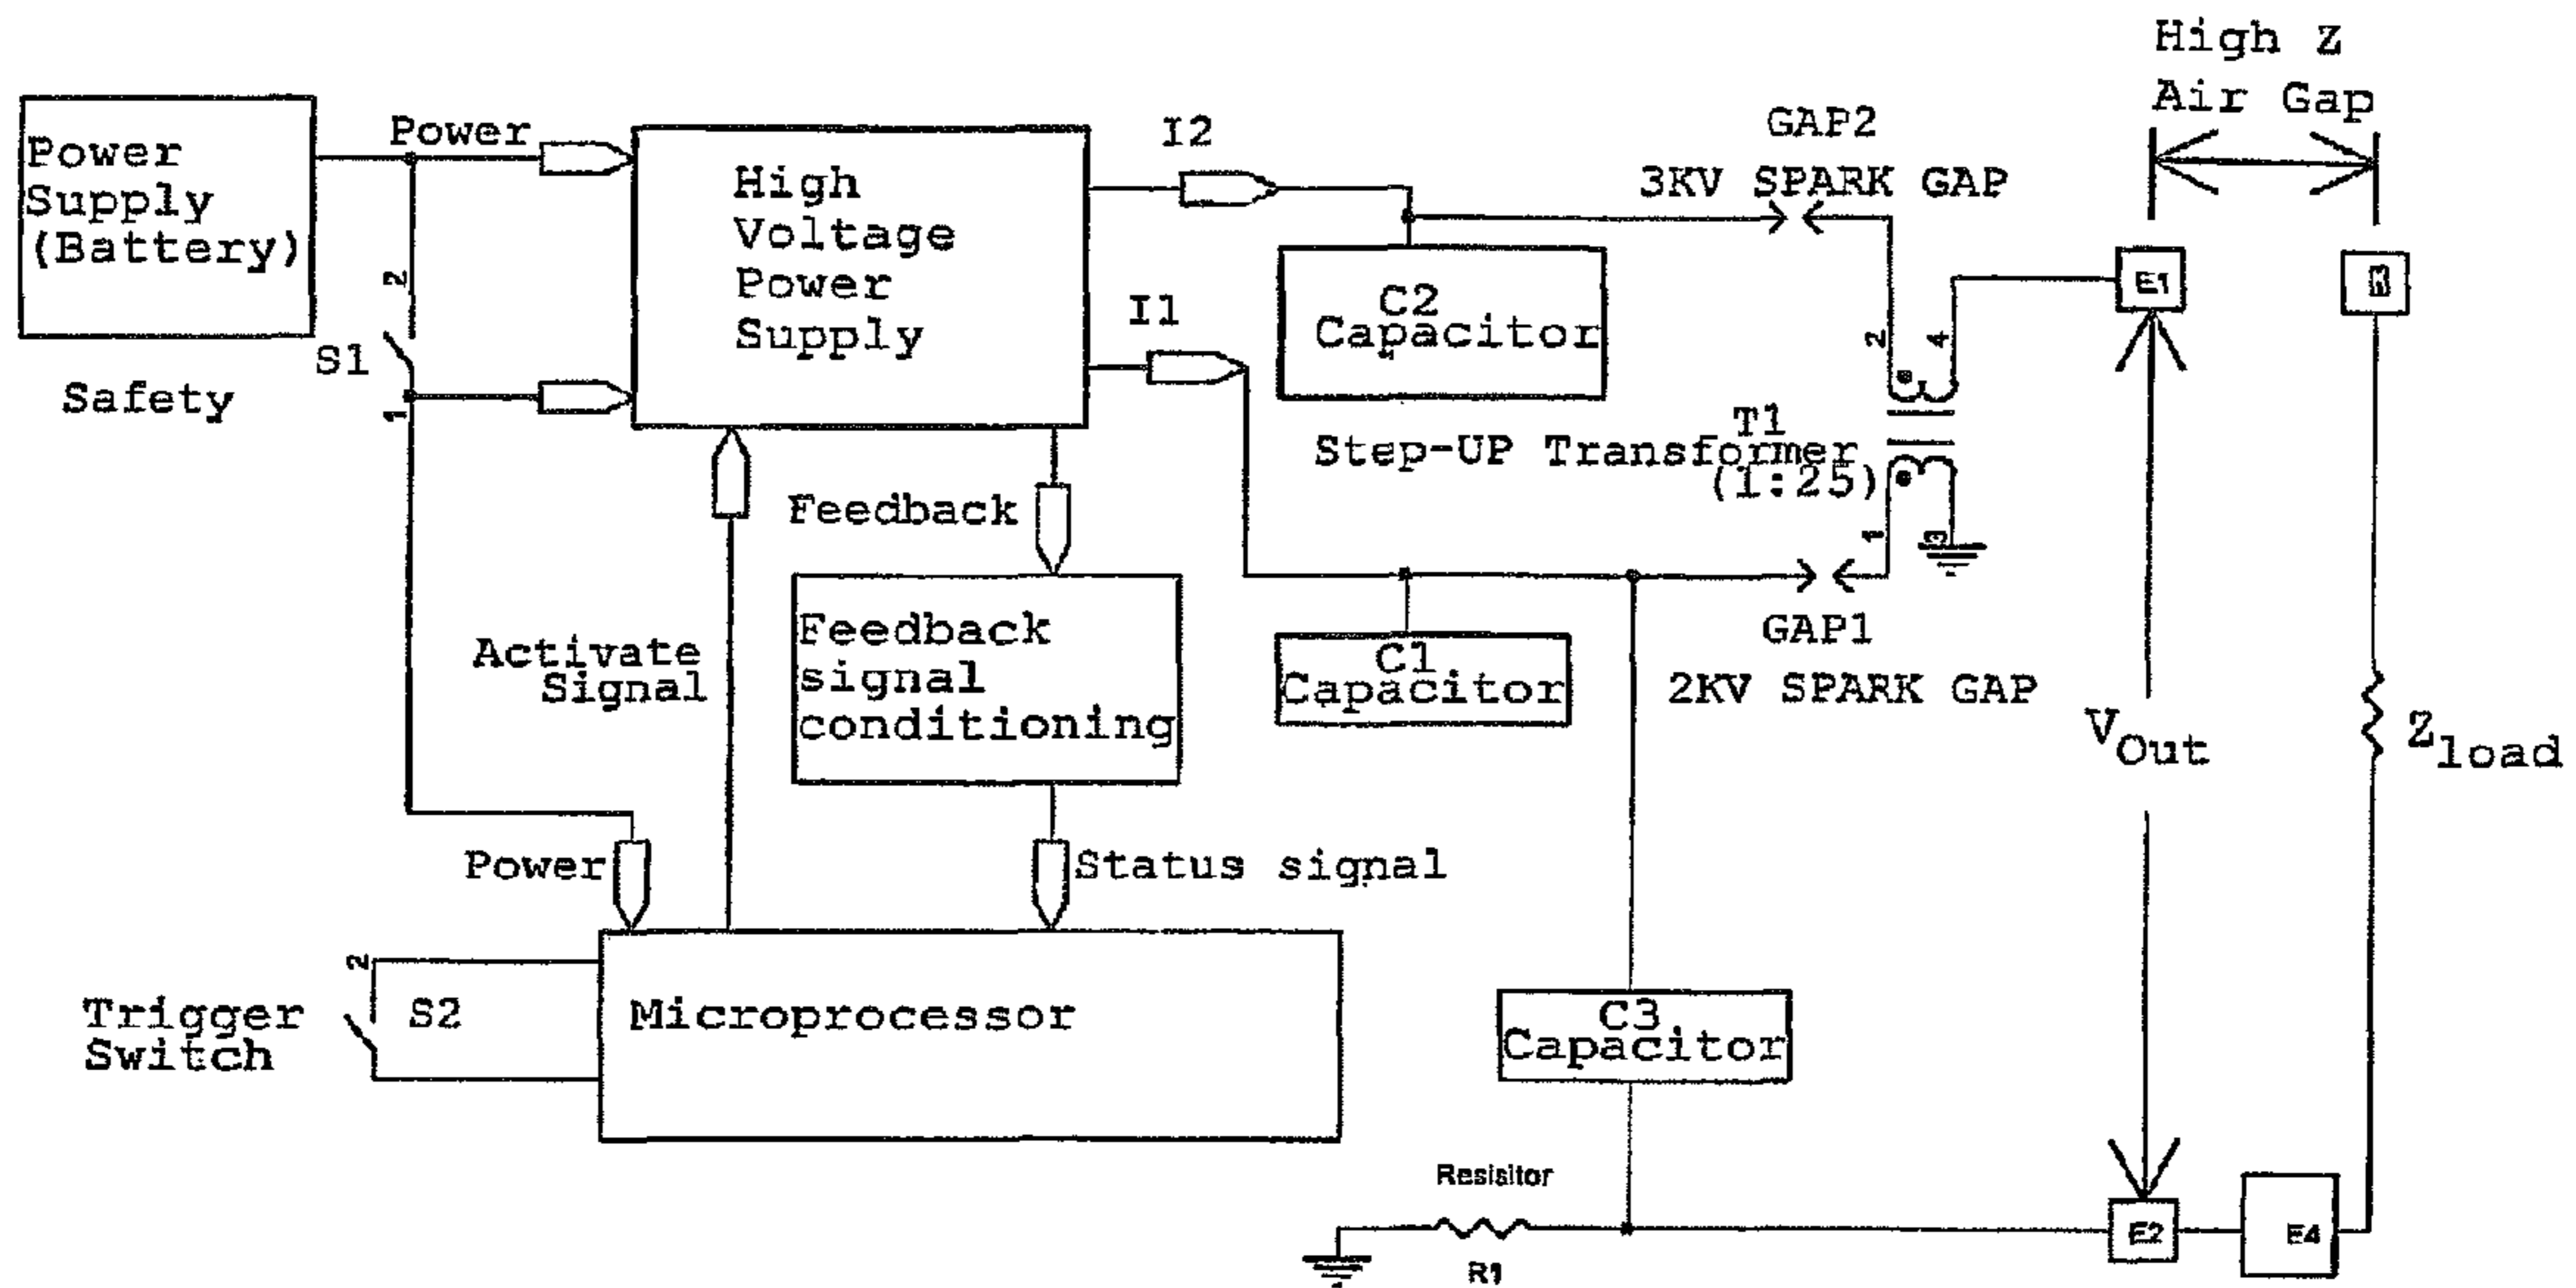 High Z
Air Gap
Power
Supply
(Battery)
Power
2
S1
1
Safety
High
Voltage
Power
Supply
I2
I1
GAP2
3KV SPARK GAP
C2
Capacitor
E1
2
4
T1
Step-UP Transformer
(1:25)
1
3
Feedback
Feedback
signal
conditioning
Activate
Signal
C1
Capacitor
GAP1
2KV SPARK GAP
VOut
Zload
Power
Status signal
2
Trigger
Switch
S2
Microprocessor
C3
Capacitor
Resisitor
R1
E2
E4